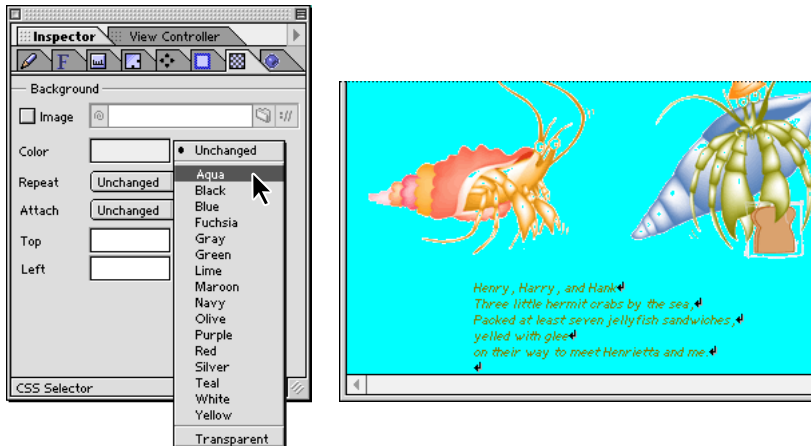 Inspector View Controller
F
Background
Image
://
Color
Unchanged
Aqua
Black
Blue
Fuchsia
Gray
Green
Lime
Maroon
Navy
Olive
Purple
Red
Silver
Teal
White
Yellow
Transparent
Repeat Unchanged
Attach Unchanged
Top
Left
CSS Selector
Henry, Harry, and Hank
Three little hermit crabs by the sea,
Packed at least seven jellyfish sandwiches,
yelled with glee
on their way to meet Henrietta and me.